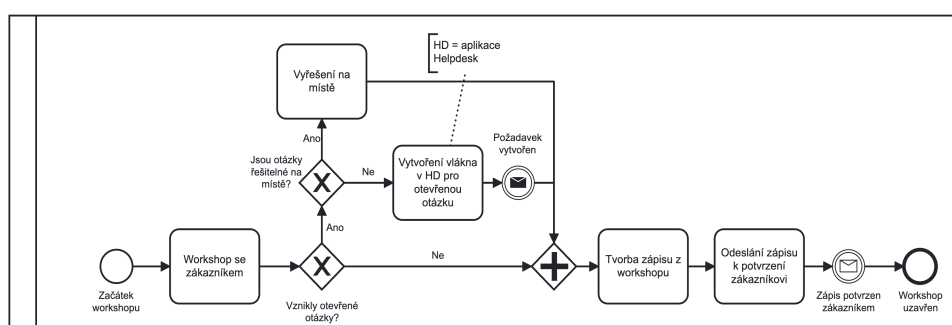 HD = aplikace
Helpdesk
Vyřešení na
místě
Ano
Požadavek
vytvořen
Jsou otázky
řešitelné na
místě?
Ne
Vytvoření vlákna
v HD pro
otevřenou
otázku
Ano
Workshop se
zákazníkem
Ne
Tvorba zápisu z
workshopu
Odeslání zápisu
k potvrzení
zákazníkovi
Začátek
workshopu
Vznikly otevřené
otázky?
Zápis potvrzen
zákazníkem
Workshop
uzavřen